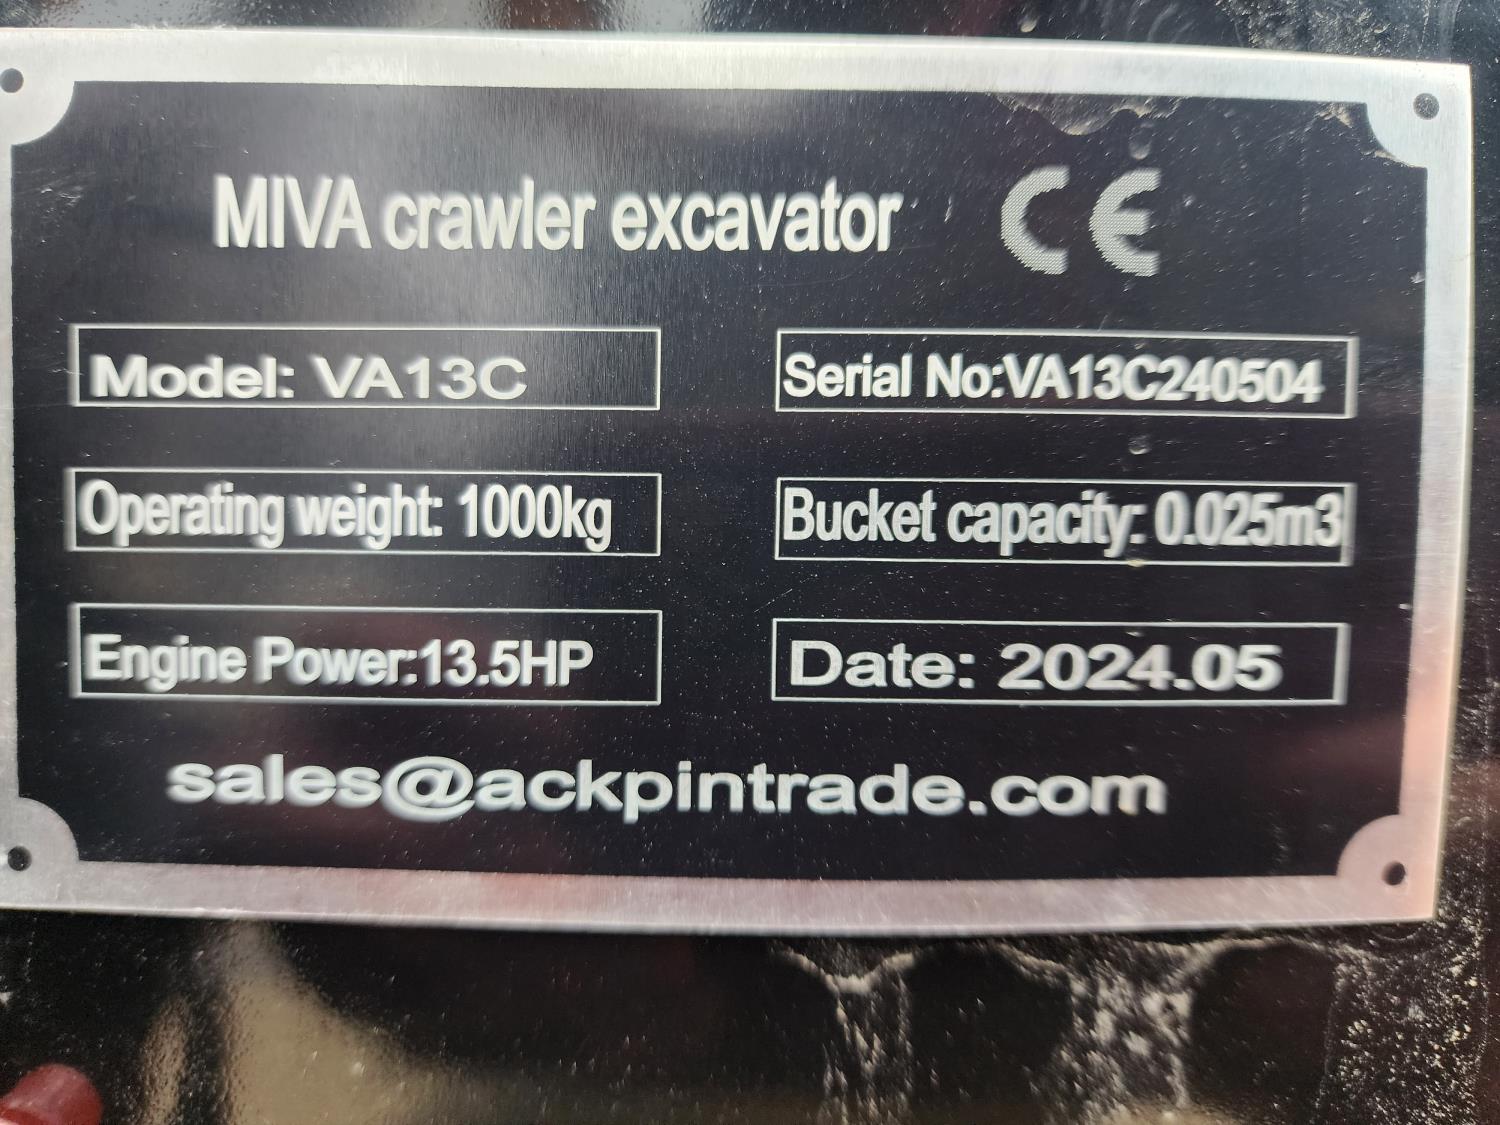 MIVA crawler excavator CE
Model: VA13C
Serial No:VA13C240504
Operating weight: 1000kg
Bucket capacity: 0.025m3
Engine Power:13.5HP
Date: 2024.05
sales@ackpintrade.com